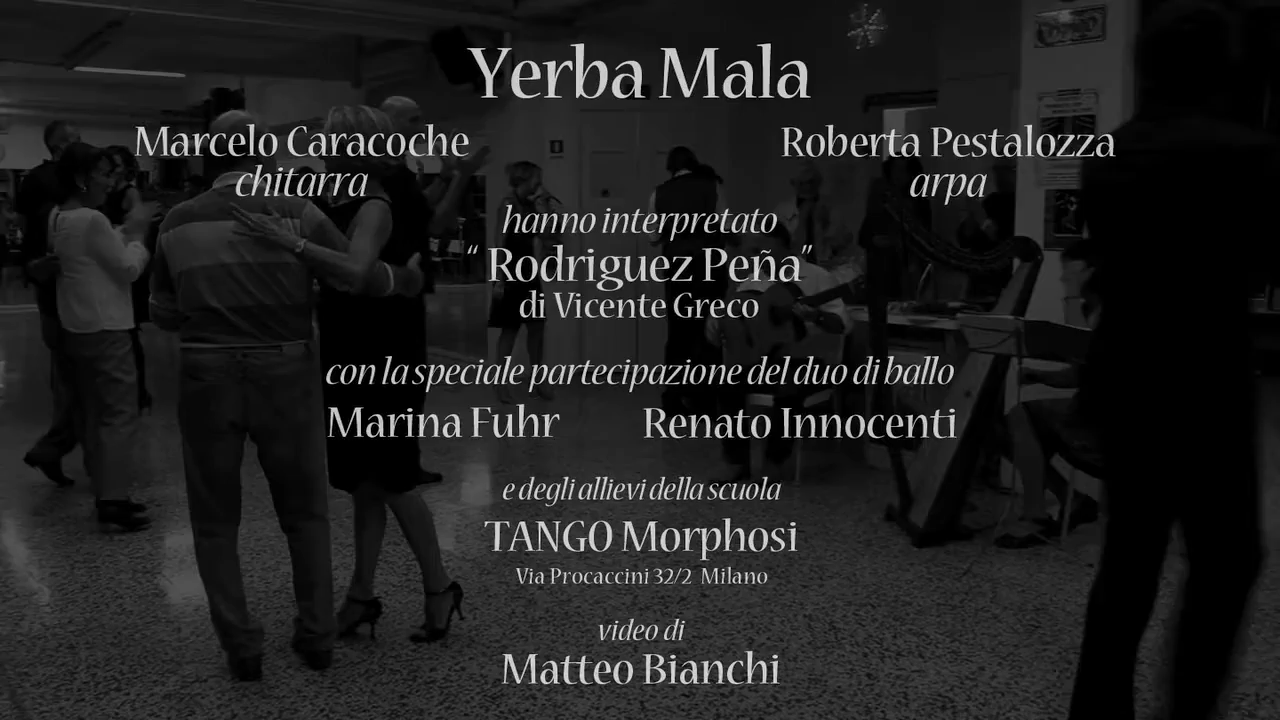 Yerba Mala
Marcelo Caracoche
chitarra
Roberta Pestalozza
arpa
hanno interpretato
“ Rodriguez Peña”
di Vicente Greco
con la speciale partecipazione del duo di ballo
Marina Fuhr
Renato Innocenti
e degli allievi della scuola
TANGO Morphosi
Via Procaccini 32/2 Milano
video di
Matteo Bianchi